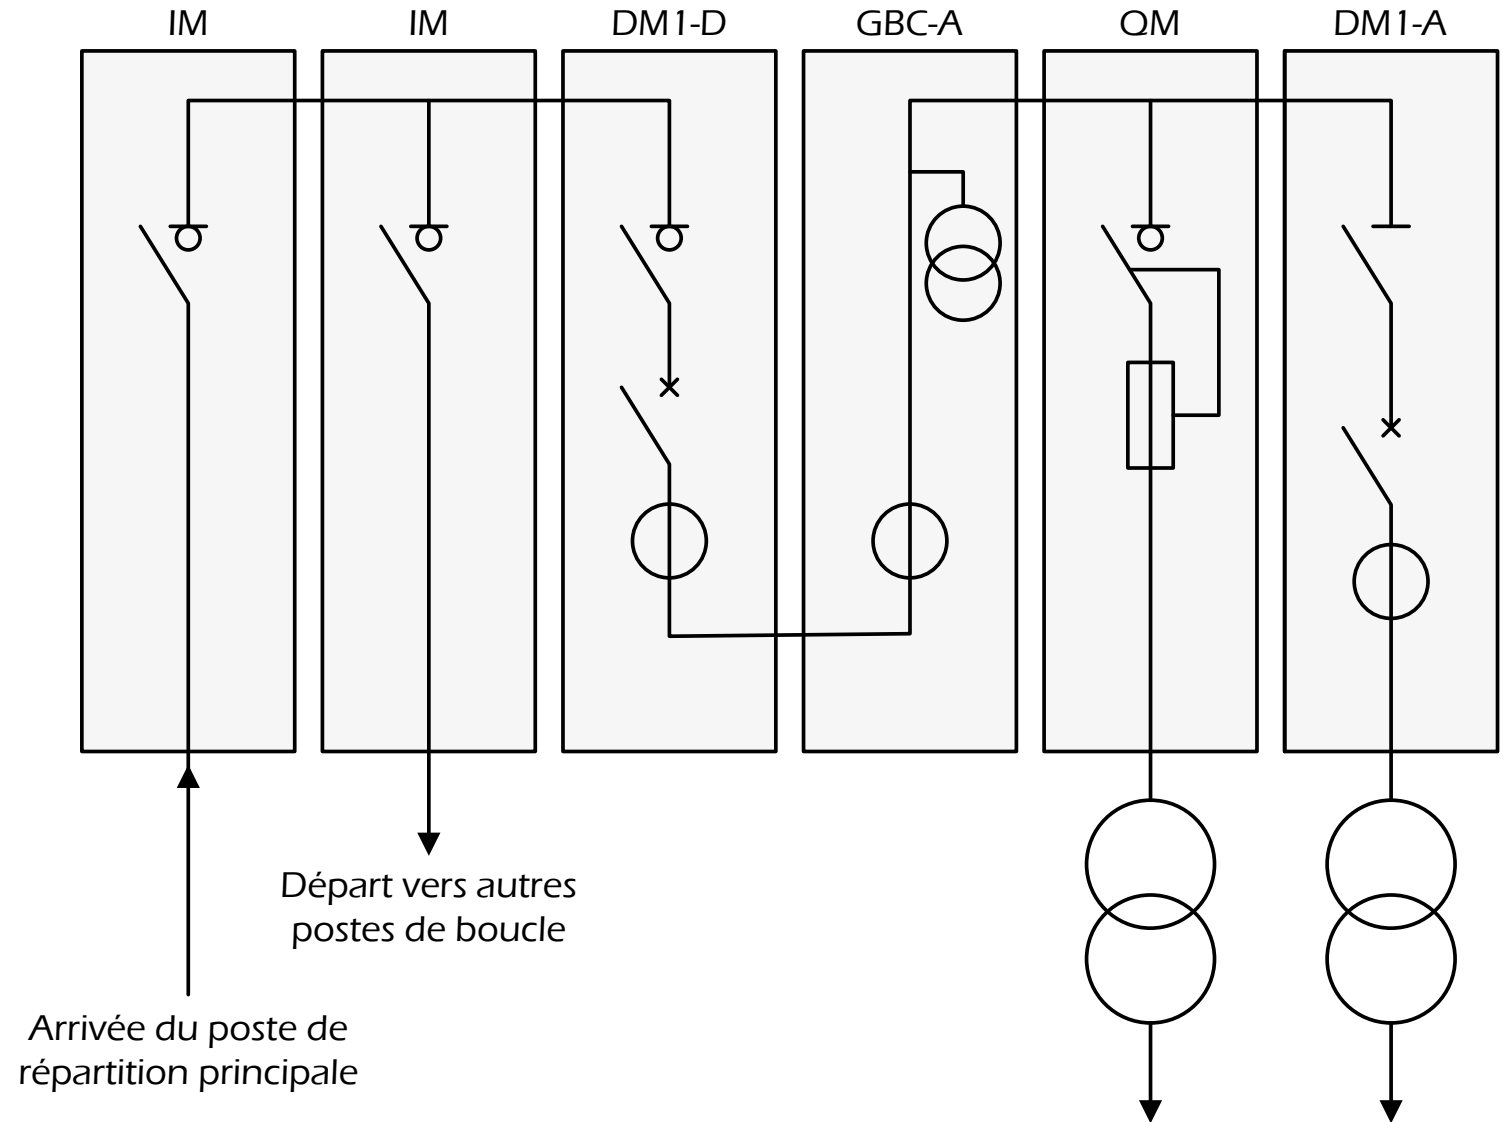 IM
IM
DM1-D
GBC-A
QM
DM1-A
Départ vers autres
postes de boucle
Arrivée du poste de
répartition principale